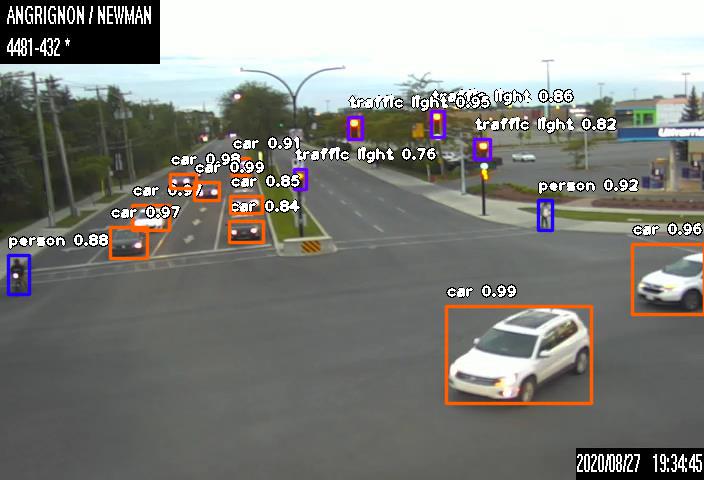 ANGRIGNON / NEWMAN
4481-432 *
traffic light 0.95
traffic light 0.86
traffic light 0.82
car 0.91
car 0.98
car 0.99
traffic light 0.76
car 0.85
person 0.92
car 0.97
car 0.84
person 0.88
car 0.96
car 0.99
Ultramar
2020/08/27 19:34:45